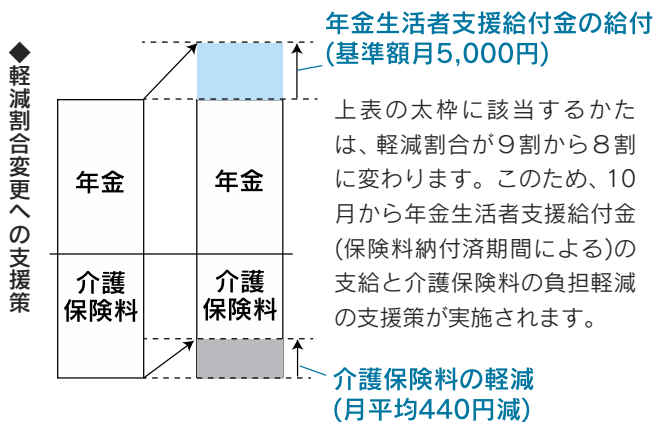 ◆軽減割合変更への支援策
年金生活者支援給付金の給付
(基準額月5,000円)
年金
年金
介護
保険料
介護
保険料
上表の太枠に該当するかた
は、軽減割合が9割から8割
に変わります。このため、10
月から年金生活者支援給付金
(保険料納付済期間による)の
支給と介護保険料の負担軽減
の支援策が実施されます。
介護保険料の軽減
(月平均440円減)